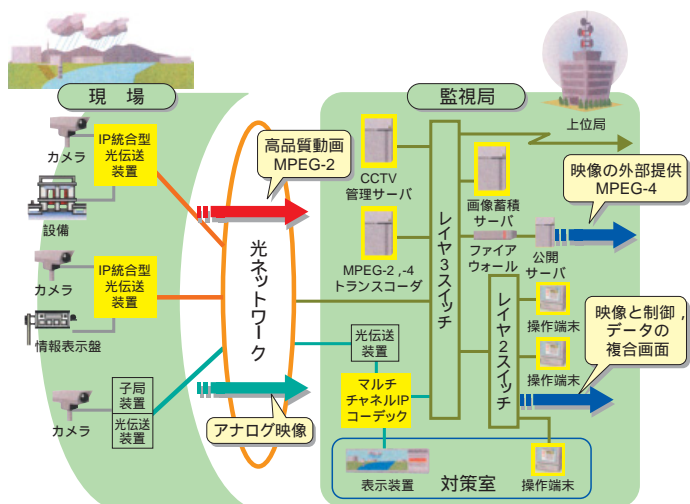 現 場
カメラ
IP統合型
光伝送
装置
設備
カメラ
IP統合型
光伝送
装置
情報表示盤
カメラ
子局
装置
光伝送
装置
高品質動画
MPEG-2
光ネットワーク
アナログ映像
監視局
上位局
CCTV
管理サーバ
画像蓄積
サーバ
映像の外部提供
MPEG-4
MPEG-2 ,-4
トランスコーダ
レイヤ3スイッチ
ファイア
ウォール
公開
サーバ
レイヤ2スイッチ
操作端末
操作端末
映像と制御 ,
データの
複合画面
光伝送
装置
マルチ
チャネルIP
コーデック
表示装置
対策室
操作端末